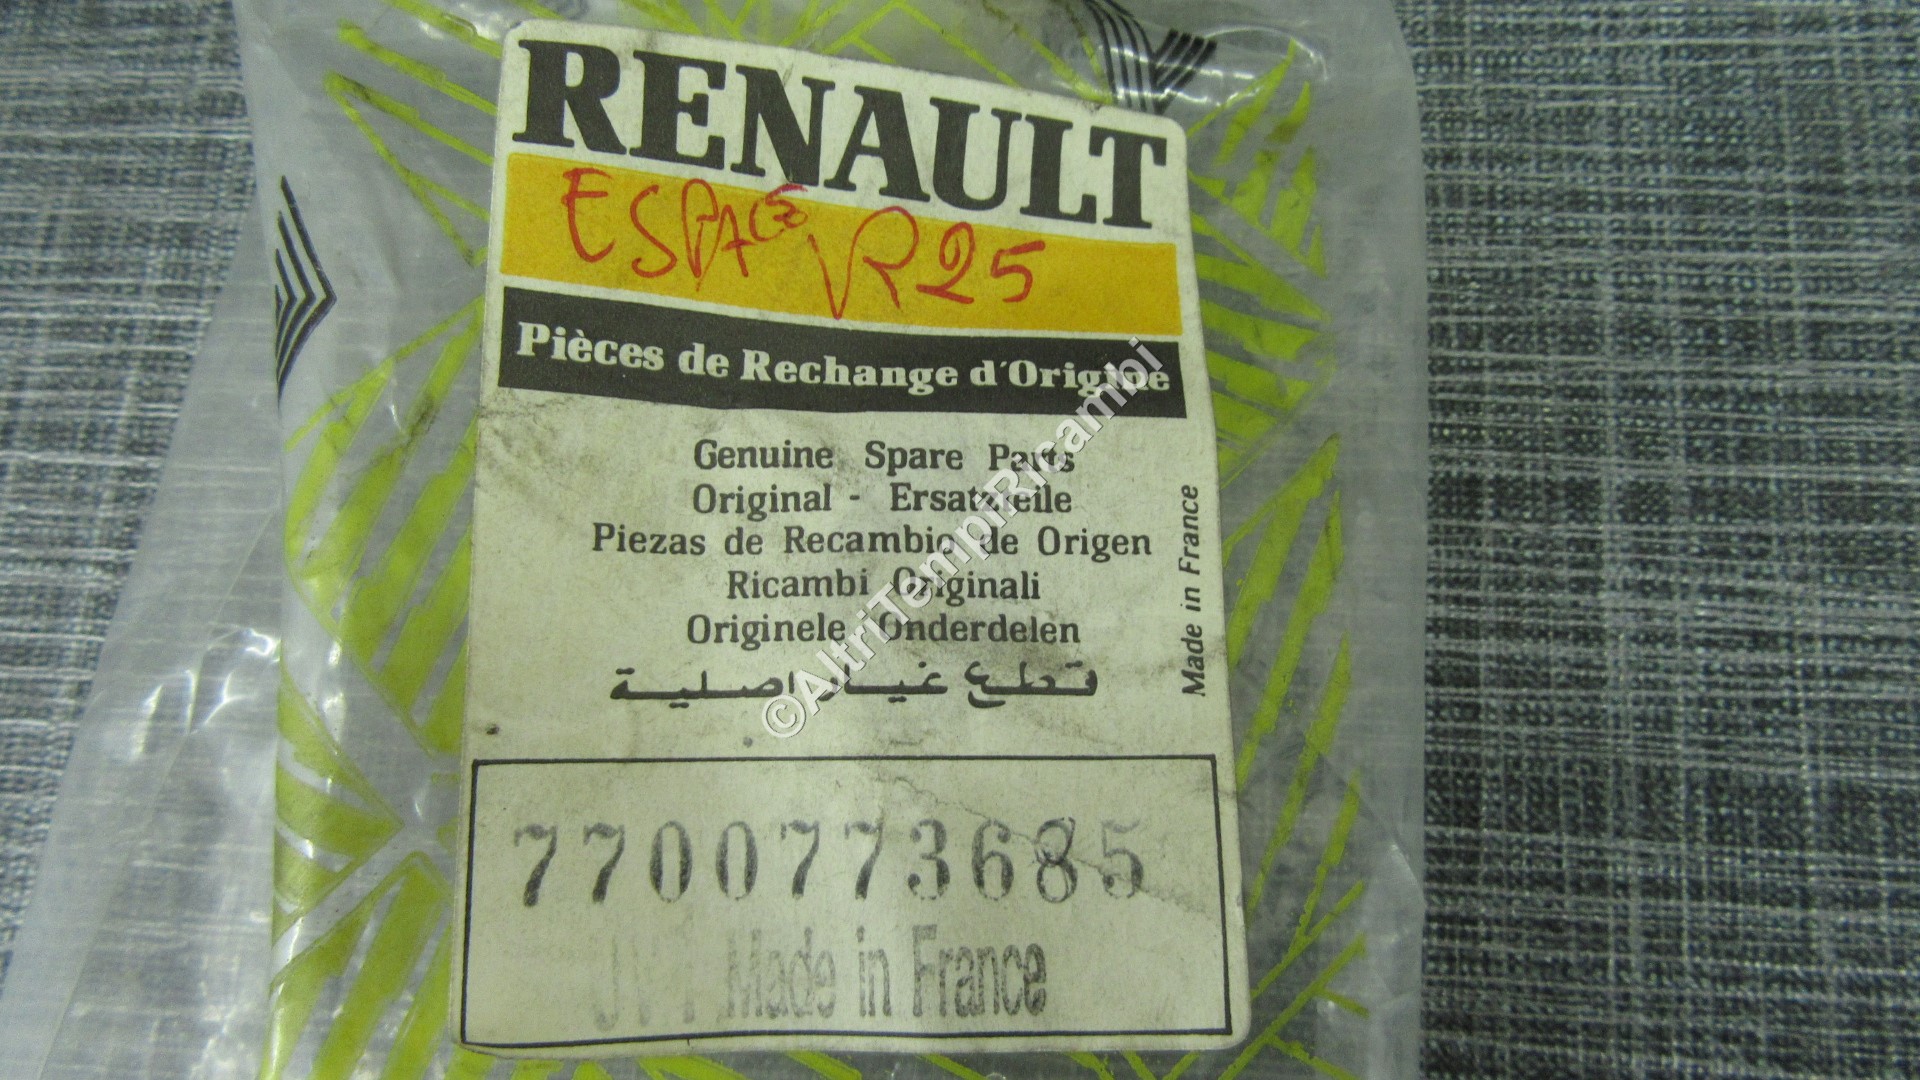 RENAULT
ESPACE R25
Pièces de Rechange d'Origine
Genuine Spare Parts
Original - Ersatzteile
Piezas de Recambio de Origen
Ricambi Originali
Originele Onderdelen
قطع غيار اصلية
Made in France
7700773685
Made in France
©AltriTempiRicambi